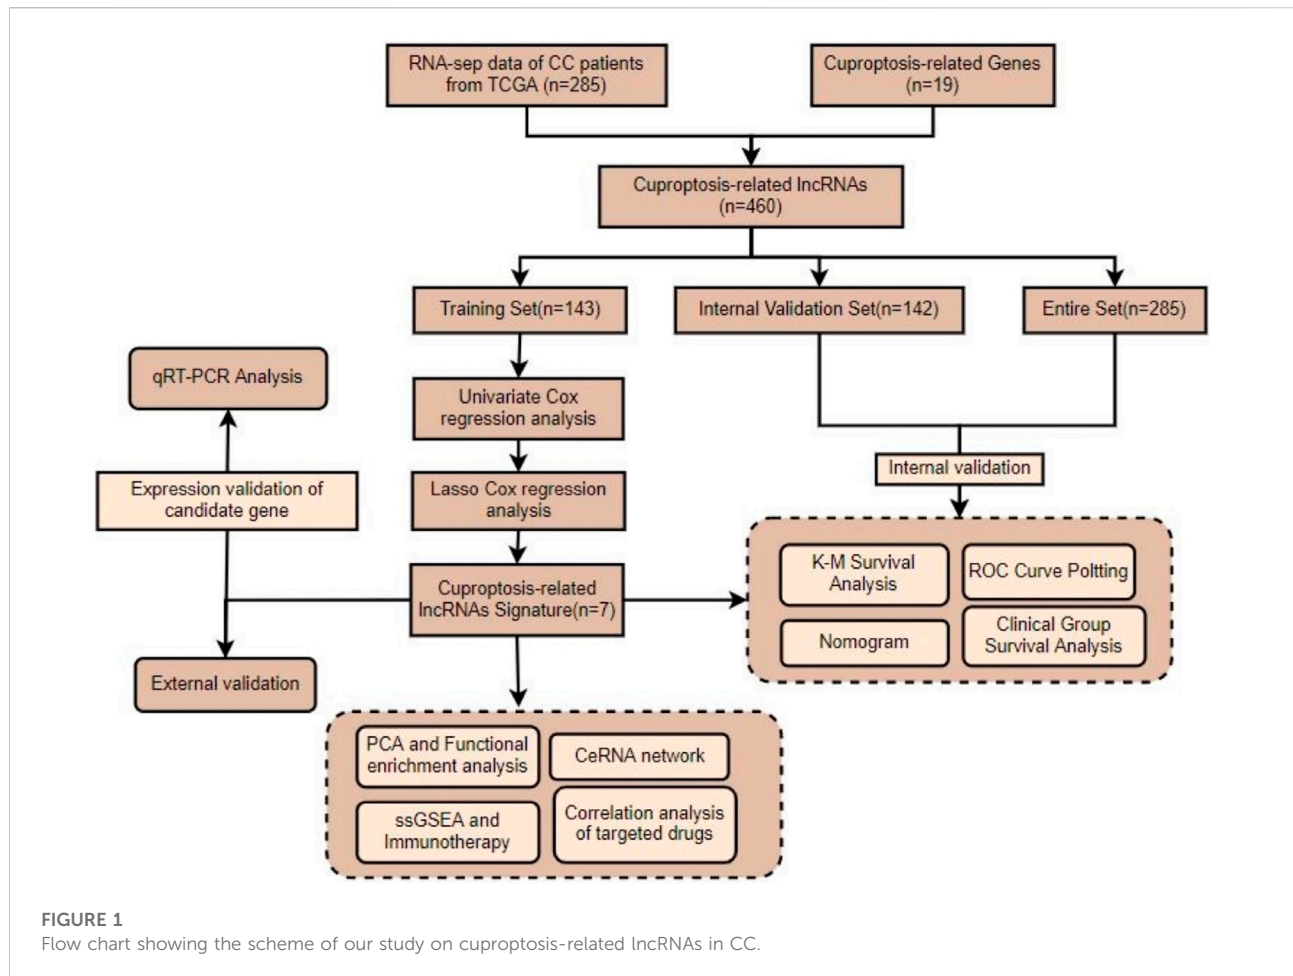 RNA-sep data of CC patients
from TCGA (n=285)
Cuproptosis-related Genes
(n=19)
Cuproptosis-related lncRNAs
(n=460)
Training Set(n=143)
Internal Validation Set(n=142)
Entire Set(n=285)
qRT-PCR Analysis
Univariate Cox
regression analysis
Internal validation
Expression validation of
candidate gene
Lasso Cox regression
analysis
K-M Survival
Analysis
ROC Curve Poltting
Cuproptosis-related
lncRNAs Signature(n=7)
Nomogram
Clinical Group
Survival Analysis
External validation
PCA and Functional
enrichment analysis
CeRNA network
ssGSEA and
Immunotherapy
Correlation analysis
of targeted drugs
FIGURE 1
Flow chart showing the scheme of our study on cuproptosis-related lncRNAs in CC.